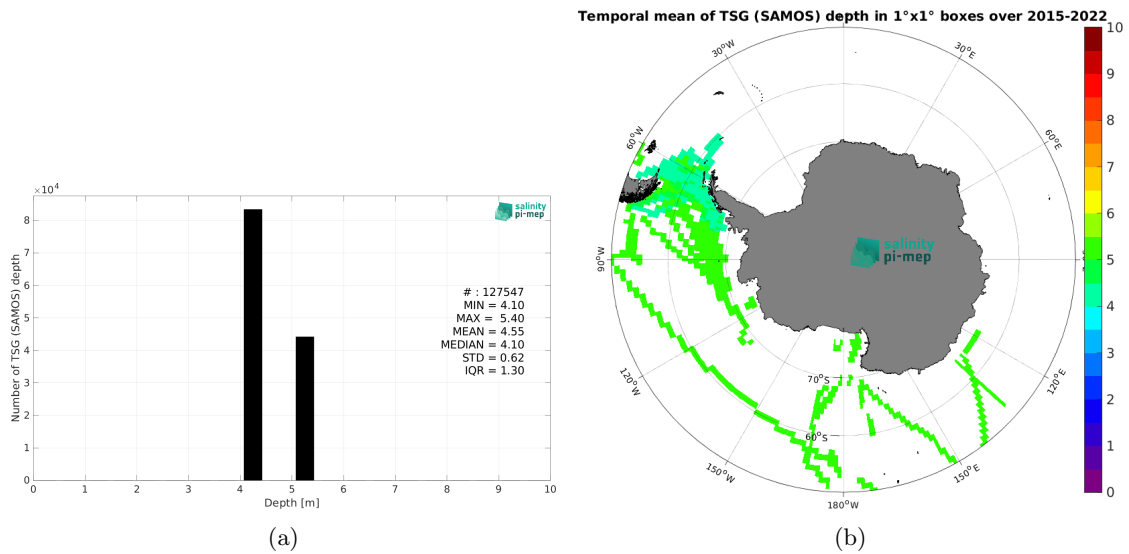 ×10⁴
8
7
6
5
4
3
2
1
0
Number of TSG (SAMOS) depth
salinity
pi-mep
# : 127547
MIN = 4.10
MAX = 5.40
MEAN = 4.55
MEDIAN = 4.10
STD = 0.62
IQR = 1.30
0 1 2 3 4 5 6 7 8 9 10
Depth [m]
(a)
Temporal mean of TSG (SAMOS) depth in 1°x1° boxes over 2015-2022
30°W
30°E
60°W
60°E
90°W
salinity
pi-mep
120°W
120°E
70°S
60°S
150°W
150°E
180°W
10
9
8
7
6
5
4
3
2
1
0
(b)